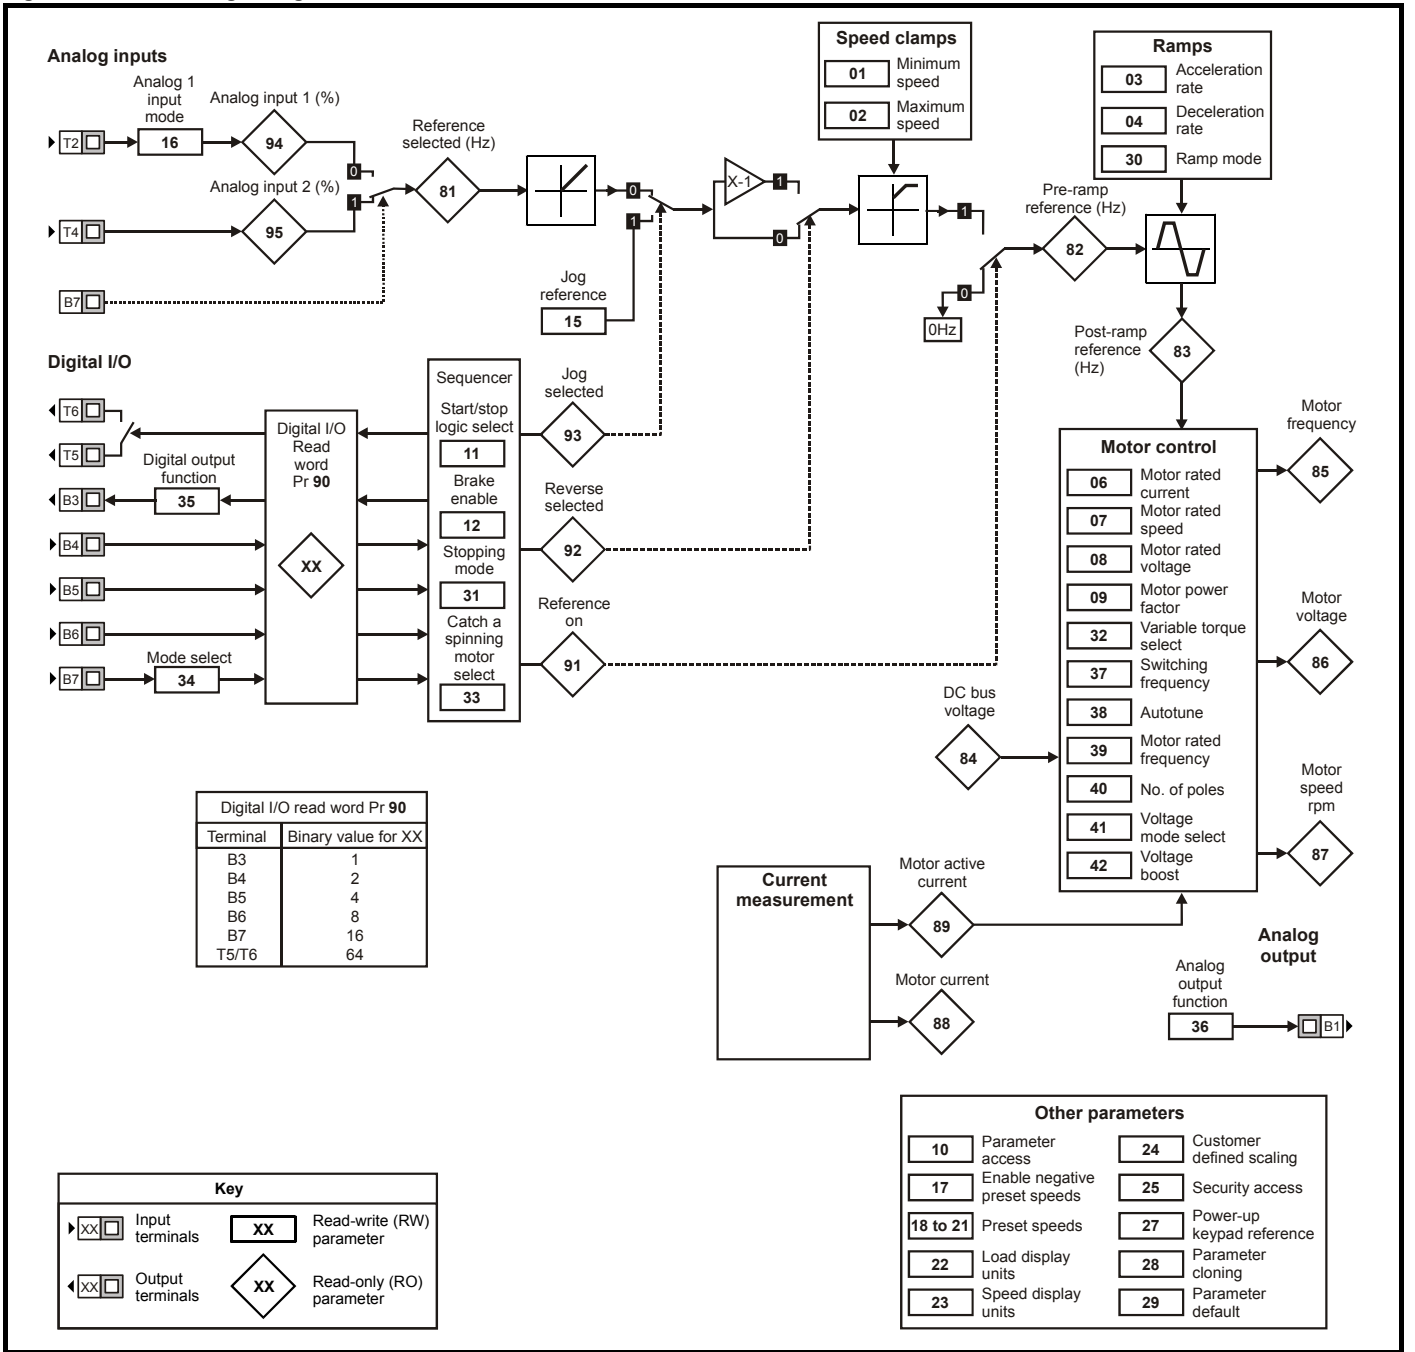 Analog inputs
Analog 1
input
mode
T2
16
Analog input 1 (%)
94
0
Analog input 2 (%)
1
T4
95
B7
Reference
selected (Hz)
81
0
1
Jog
reference
15
X-1
1
0
Speed clamps
01
Minimum
speed
02
Maximum
speed
1
0
0Hz
Pre-ramp
reference (Hz)
82
Ramps
03
Acceleration
rate
04
Deceleration
rate
30
Ramp mode
Post-ramp
reference
(Hz)
83
Digital I/O
T6
T5
B3
B4
B5
B6
B7
Digital output
function
35
Mode select
34
Digital I/O
Read
word
Pr 90
XX
Sequencer
Start/stop
logic select
11
Brake
enable
12
Stopping
mode
31
Catch a
spinning
motor
select
33
Jog
selected
93
Reverse
selected
92
Reference
on
91
DC bus
voltage
84
Motor control
06
Motor rated
current
07
Motor rated
speed
08
Motor rated
voltage
09
Motor power
factor
32
Variable torque
select
37
Switching
frequency
38
Autotune
39
Motor rated
frequency
40
No. of poles
41
Voltage
mode select
42
Voltage
boost
Motor
frequency
85
Motor
voltage
86
Motor
speed
rpm
87
Digital I/O read word Pr 90
Terminal Binary value for XX
B3 1
B4 2
B5 4
B6 8
B7 16
T5/T6 64
Current
measurement
Motor active
current
89
Motor current
88
Analog
output
Analog
output
function
36
B1
Other parameters
10
Parameter
access
17
Enable negative
preset speeds
18 to 21
Preset speeds
22
Load display
units
23
Speed display
units
24
Customer
defined scaling
25
Security access
27
Power-up
keypad reference
28
Parameter
cloning
29
Parameter
default
Key
XX
Input
terminals
XX
Read-write (RW)
parameter
XX
Output
terminals
XX
Read-only (RO)
parameter